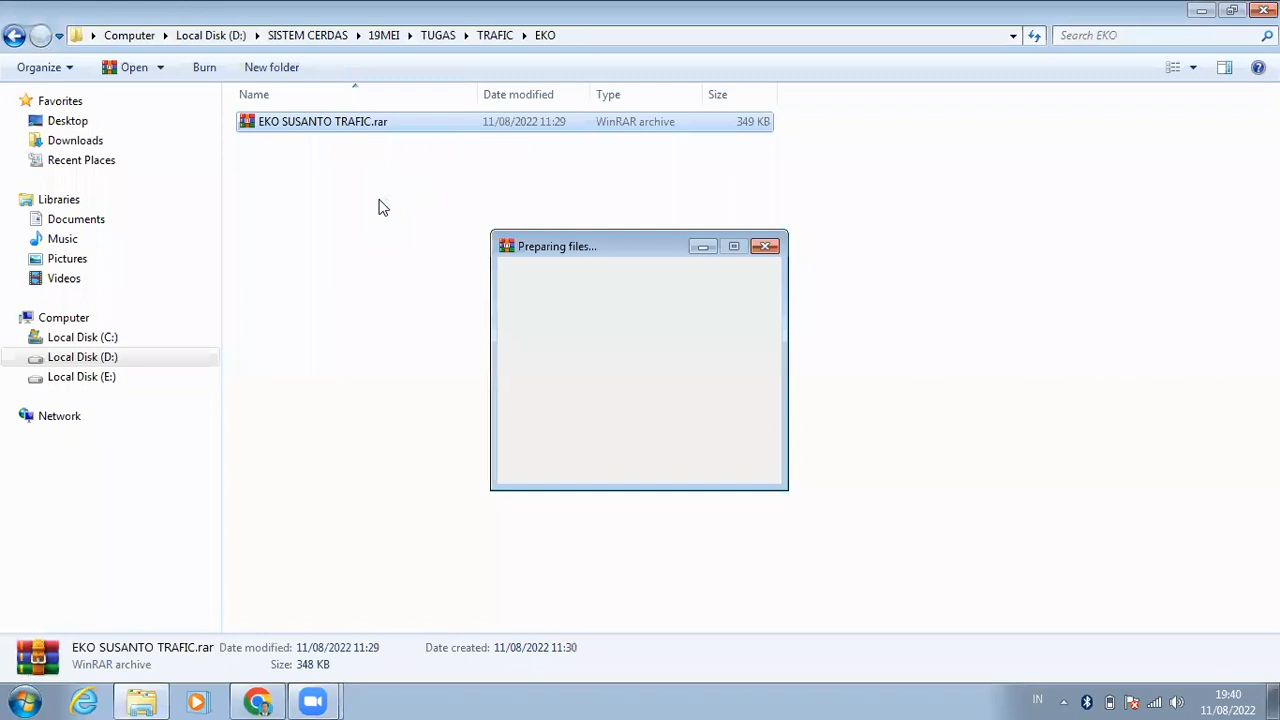 Computer Local Disk (D:) SISTEM CERDAS 19MEI TUGAS TRAFIC EKO Search EKO
Organize Open Burn New folder
Name Date modified Type Size
EKO SUSANTO TRAFIC.rar 11/08/2022 11:29 WinRAR archive 349 KB
Favorites
Desktop
Downloads
Recent Places
Libraries
Documents
Music
Pictures
Videos
Computer
Local Disk (C:)
Local Disk (D:)
Local Disk (E:)
Network
Preparing files...
EKO SUSANTO TRAFIC.rar Date modified: 11/08/2022 11:29 Date created: 11/08/2022 11:30
WinRAR archive Size: 348 KB
IN 19:40
11/08/2022